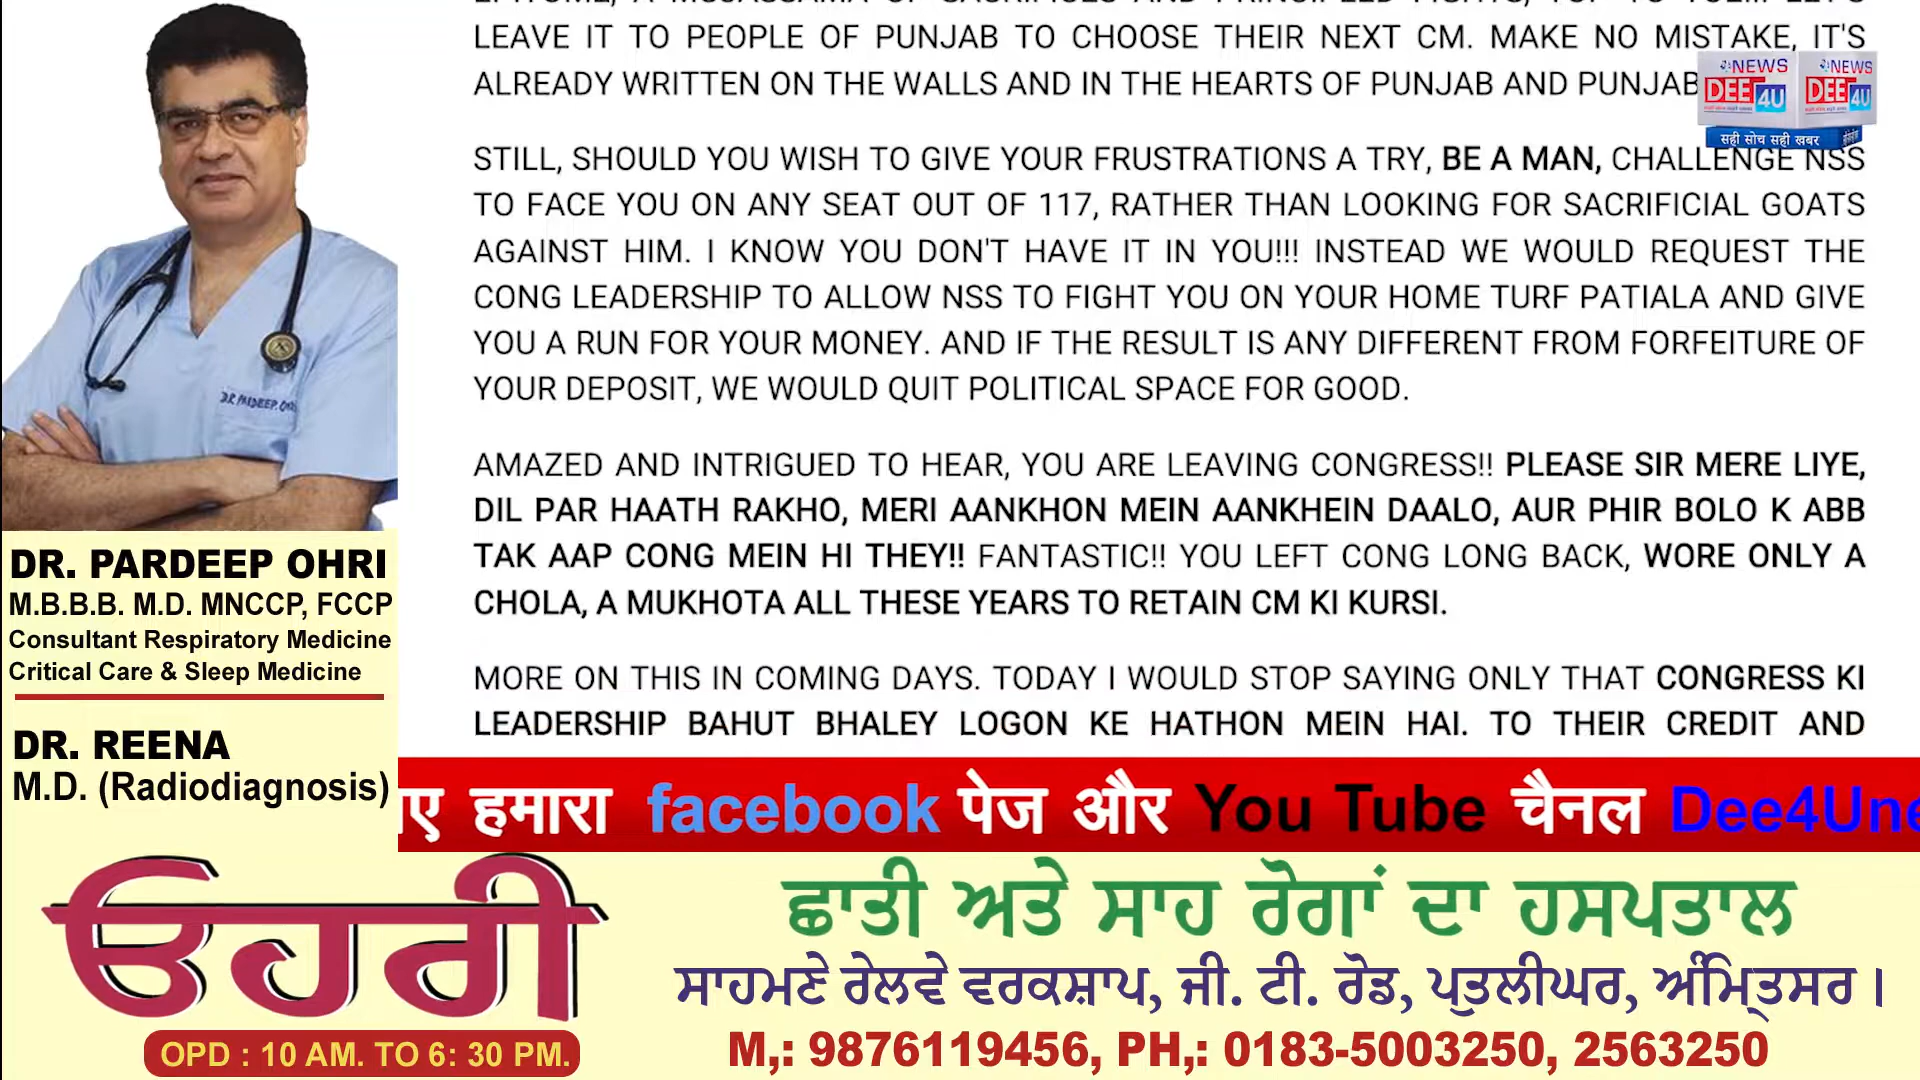 LEAVE IT TO PEOPLE OF PUNJAB TO CHOOSE THEIR NEXT CM. MAKE NO MISTAKE, IT'S
ALREADY WRITTEN ON THE WALLS AND IN THE HEARTS OF PUNJAB AND PUNJAB
NEWS
DEE 4U
NEWS
DEE 4U
सही सोच सही खबर
STILL, SHOULD YOU WISH TO GIVE YOUR FRUSTRATIONS A TRY, BE A MAN, CHALLENGE NSS
TO FACE YOU ON ANY SEAT OUT OF 117, RATHER THAN LOOKING FOR SACRIFICIAL GOATS
AGAINST HIM. I KNOW YOU DON'T HAVE IT IN YOU!!! INSTEAD WE WOULD REQUEST THE
CONG LEADERSHIP TO ALLOW NSS TO FIGHT YOU ON YOUR HOME TURF PATIALA AND GIVE
YOU A RUN FOR YOUR MONEY. AND IF THE RESULT IS ANY DIFFERENT FROM FORFEITURE OF
YOUR DEPOSIT, WE WOULD QUIT POLITICAL SPACE FOR GOOD.
AMAZED AND INTRIGUED TO HEAR, YOU ARE LEAVING CONGRESS!! PLEASE SIR MERE LIYE,
DIL PAR HAATH RAKHO, MERI AANKHON MEIN AANKHEIN DAALO, AUR PHIR BOLO K ABB
TAK AAP CONG MEIN HI THEY!! FANTASTIC!! YOU LEFT CONG LONG BACK, WORE ONLY A
CHOLA, A MUKHOTA ALL THESE YEARS TO RETAIN CM KI KURSI.
MORE ON THIS IN COMING DAYS. TODAY I WOULD STOP SAYING ONLY THAT CONGRESS KI
LEADERSHIP BAHUT BHALEY LOGON KE HATHON MEIN HAI. TO THEIR CREDIT AND
DR. PARDEEP OHRI
DR. PARDEEP OHRI
M.B.B.B. M.D. MNCCP, FCCP
Consultant Respiratory Medicine
Critical Care & Sleep Medicine
DR. REENA
M.D. (Radiodiagnosis)
हमारा facebook पेज और You Tube चैनल Dee4Une
ਓਹਰੀ
OPD : 10 AM. TO 6: 30 PM.
ਛਾਤੀ ਅਤੇ ਸਾਹ ਰੋਗਾਂ ਦਾ ਹਸਪਤਾਲ
ਸਾਹਮਣੇ ਰੇਲਵੇ ਵਰਕਸ਼ਾਪ, ਜੀ. ਟੀ. ਰੋਡ, ਪੁਤਲੀਘਰ, ਅੰਮ੍ਰਿਤਸਰ।
M,: 9876119456, PH,: 0183-5003250, 2563250